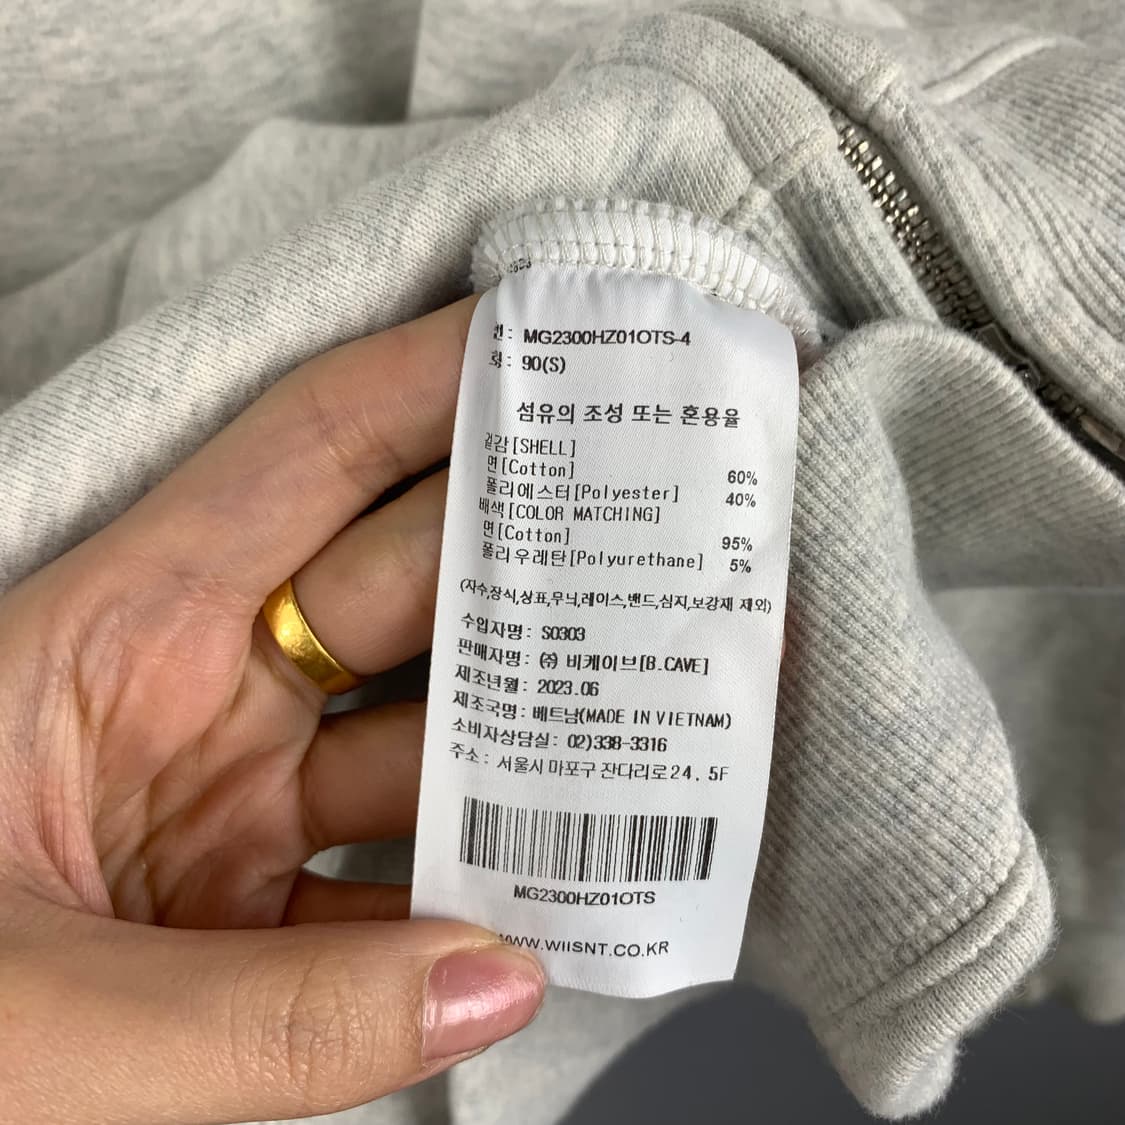 번: MG2300HZ01OTS-4
화: 90(S)
섬유의 조성 또는 혼용율
겉감[SHELL]
면[Cotton] 60%
폴리에스터[Polyester] 40%
배색[COLOR MATCHING]
면[Cotton] 95%
폴리우레탄[Polyurethane] 5%
(자수,장식,상표,무늬,레이스,밴드,심지,보강재 제외)
수입자명: S0303
판매자명: ㈜ 비케이브[B.CAVE]
제조년월: 2023.06
제조국명: 베트남(MADE IN VIETNAM)
소비자상담실: 02)338-3316
주소: 서울시 마포구 잔다리로24, 5F
MG2300HZ01OTS
WWW.WIISNT.CO.KR